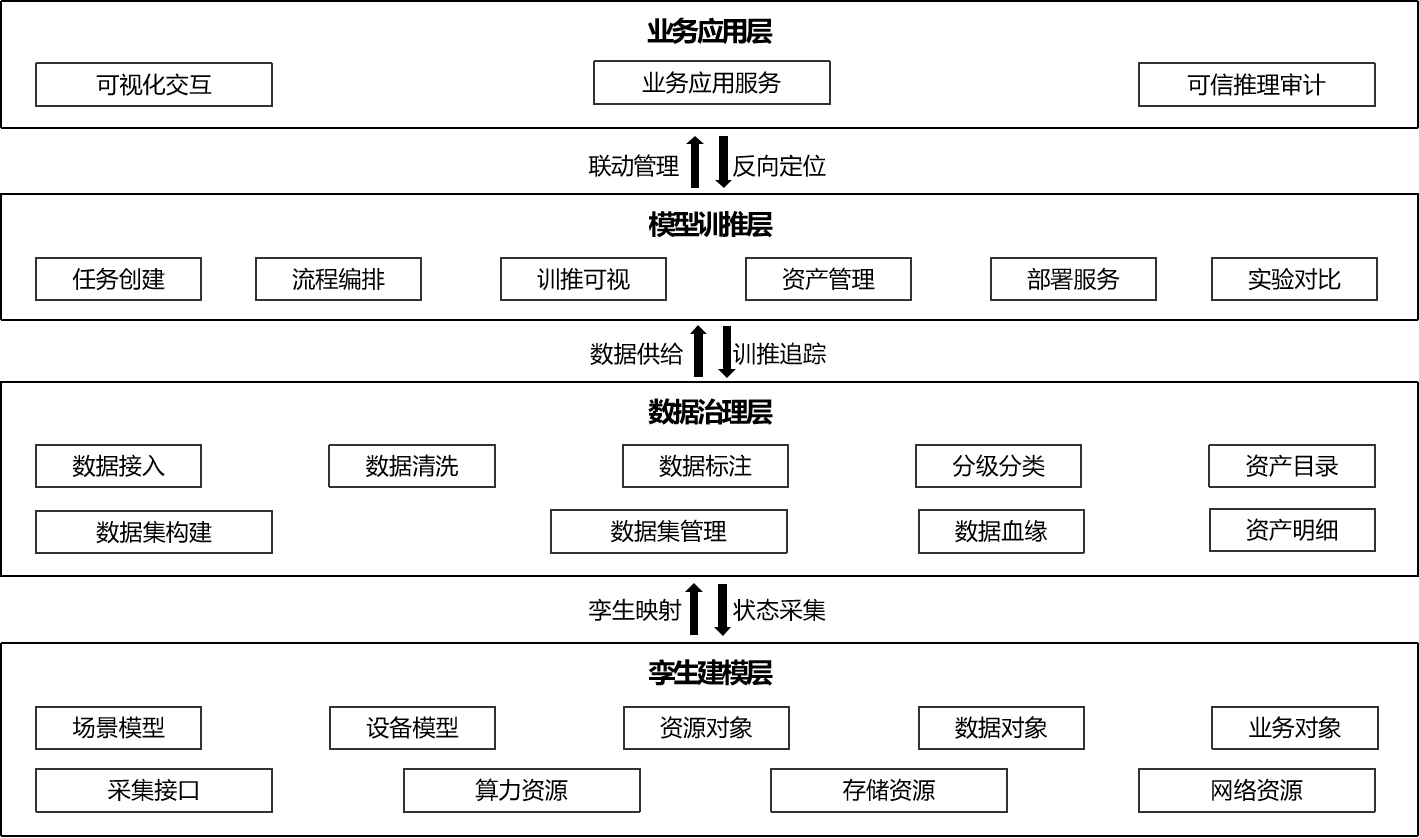 业务应用层
可视化交互
业务应用服务
可信推理审计
联动管理
反向定位
模型训推层
任务创建
流程编排
训推可视
资产管理
部署服务
实验对比
数据供给
训推追踪
数据治理层
数据接入
数据清洗
数据标注
分级分类
资产目录
数据集构建
数据集管理
数据血缘
资产明细
孪生映射
状态采集
孪生建模层
场景模型
设备模型
资源对象
数据对象
业务对象
采集接口
算力资源
存储资源
网络资源